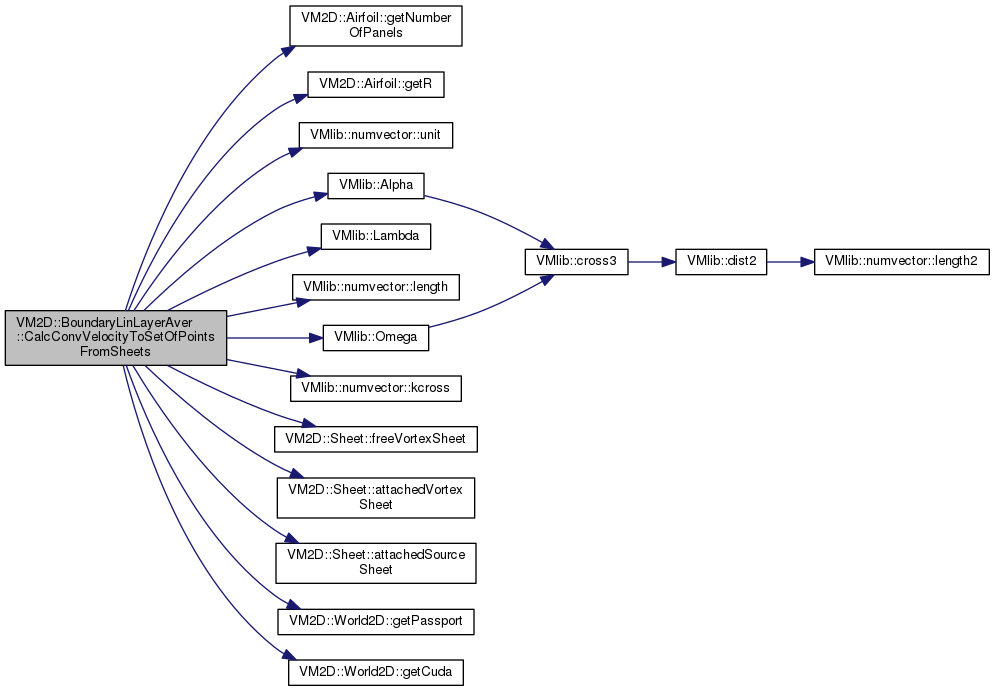 VM2D::Airfoil::getNumber
OfPanels
VM2D::Airfoil::getR
VMlib::numvector::unit
VMlib::Alpha
VMlib::Lambda
VMlib::cross3
VMlib::dist2
VMlib::numvector::length2
VMlib::numvector::length
VM2D::BoundaryLinLayerAver
::CalcConvVelocityToSetOfPoints
FromSheets
VMlib::Omega
VMlib::numvector::kcross
VM2D::Sheet::freeVortexSheet
VM2D::Sheet::attachedVortex
Sheet
VM2D::Sheet::attachedSource
Sheet
VM2D::World2D::getPassport
VM2D::World2D::getCuda